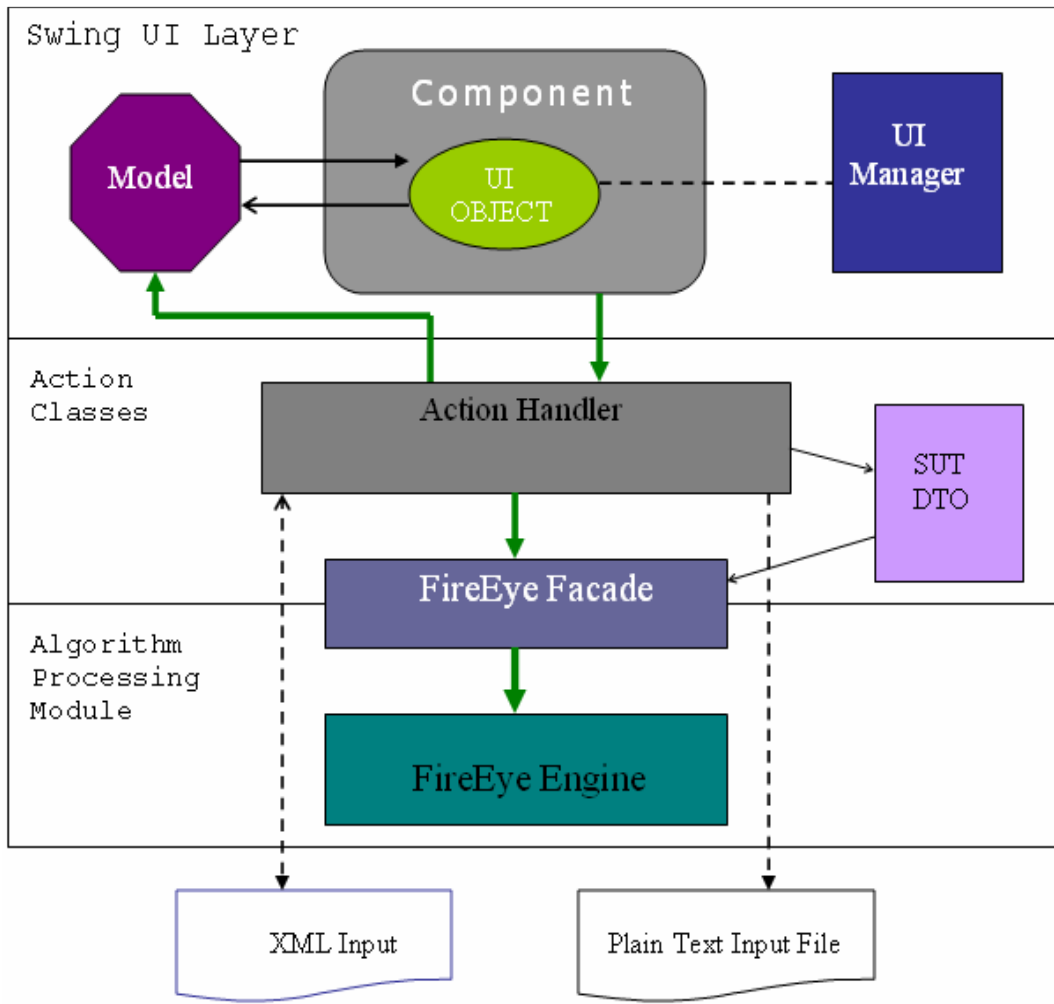 Swing UI Layer
Component
Model
UI
OBJECT
UI
Manager
Action
Classes
Action Handler
SUT
DTO
FireEye Facade
Algorithm
Processing
Module
FireEye Engine
XML Input
Plain Text Input File